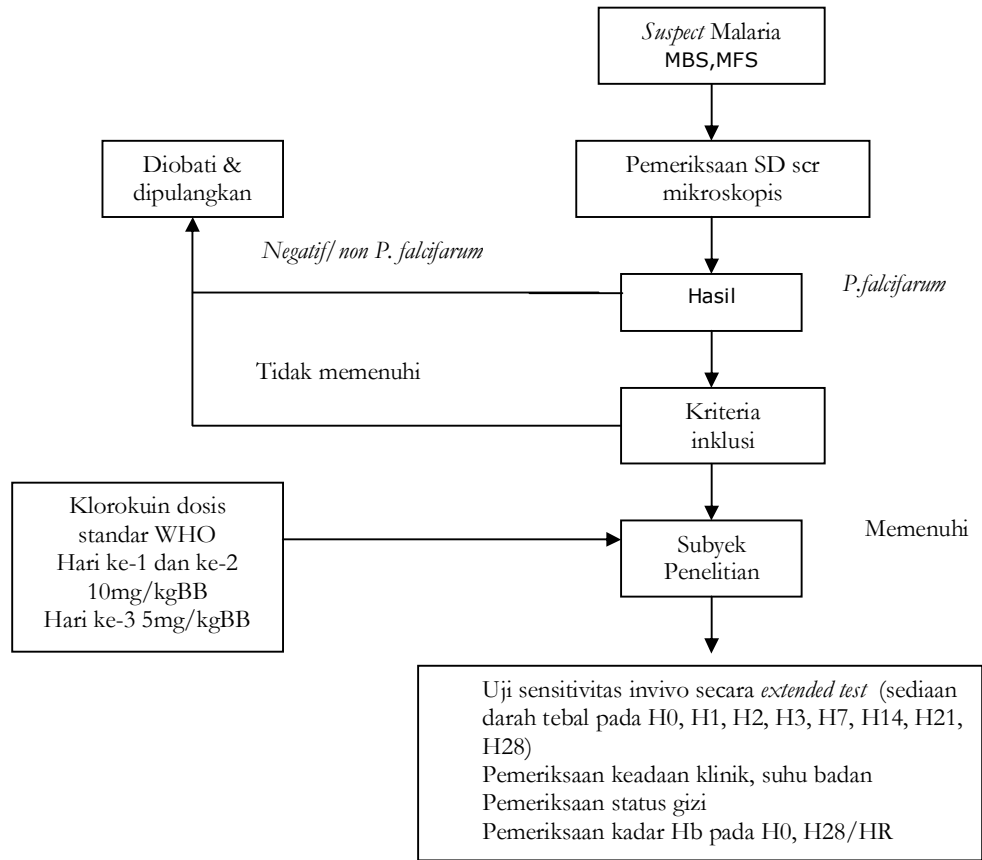 Suspect Malaria
MBS,MFS
Diobati &
dipulangkan
Pemeriksaan SD scr
mikroskopis
Negatif/ non P. falcifarum
Hasil
P.falcifarum
Tidak memenuhi
Kriteria
inklusi
Klorokuin dosis
standar WHO
Hari ke-1 dan ke-2
10mg/kgBB
Hari ke-3 5mg/kgBB
Subyek
Penelitian
Memenuhi
Uji sensitivitas invivo secara extended test (sediaan
darah tebal pada H0, H1, H2, H3, H7, H14, H21,
H28)
Pemeriksaan keadaan klinik, suhu badan
Pemeriksaan status gizi
Pemeriksaan kadar Hb pada H0, H28/HR